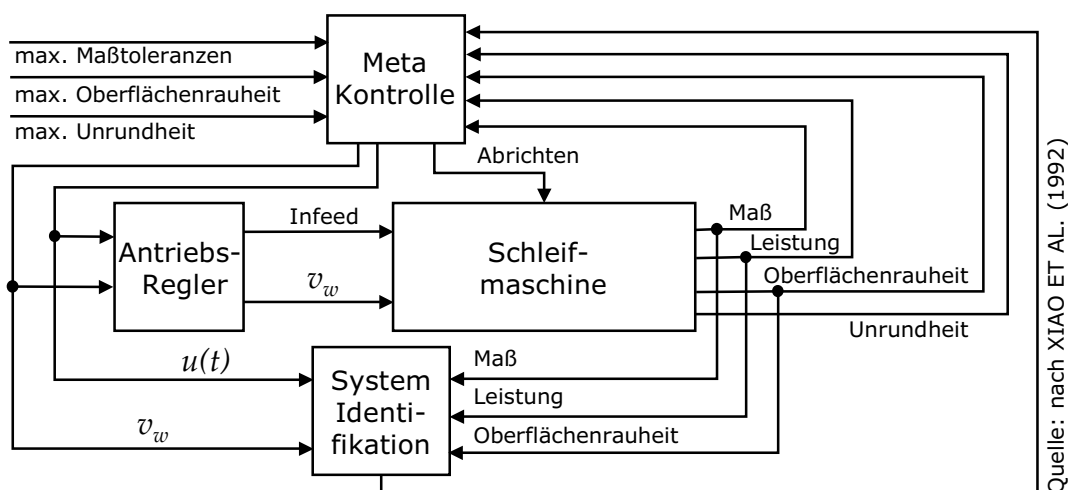 max. Maßtoleranzen
max. Oberflächenrauheit
max. Unrundheit
Meta
Kontrolle
Abrichten
Antriebs-
Regler
Infeed
v_w
Schleif-
maschine
Maß
Leistung
Oberflächenrauheit
Unrundheit
u(t)
v_w
System
Identi-
fikation
Maß
Leistung
Oberflächenrauheit
Quelle: nach XIAO ET AL. (1992)